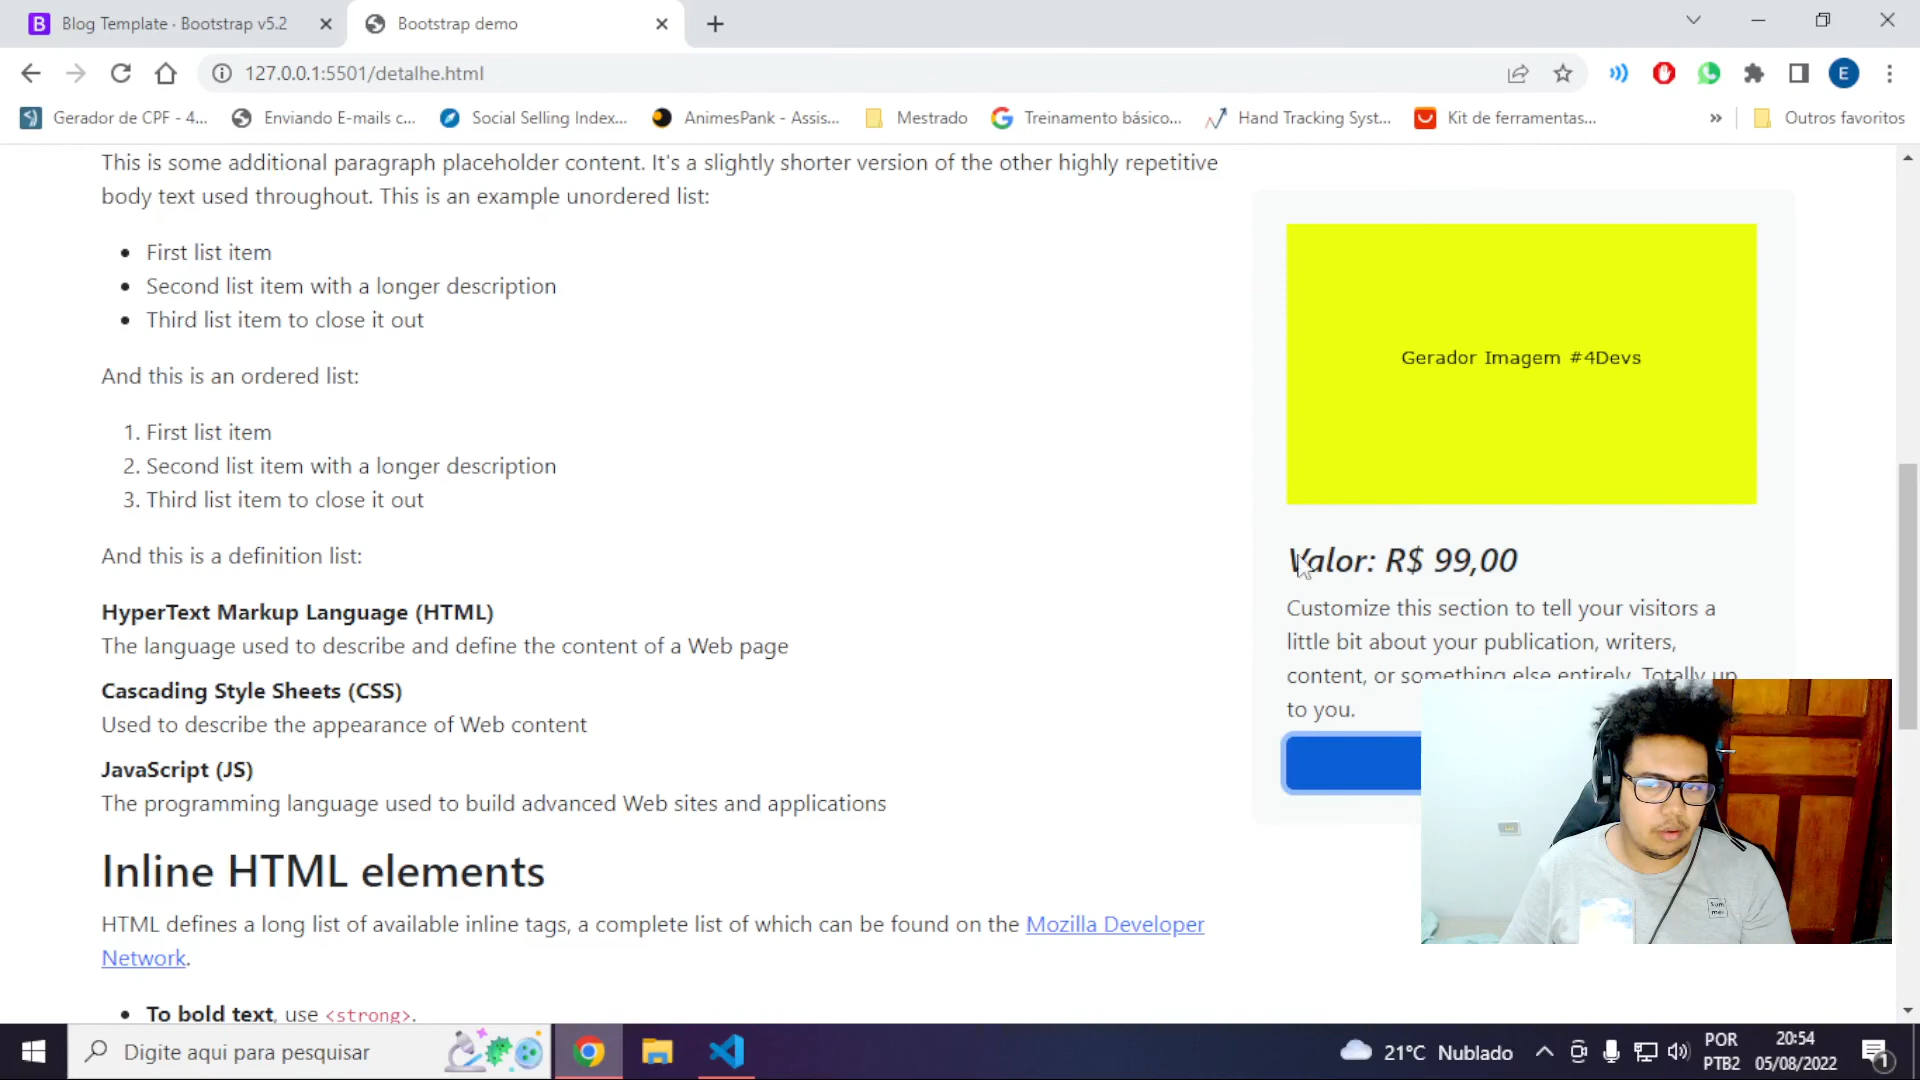 Blog Template · Bootstrap v5.2
Bootstrap demo
127.0.0.1:5501/detalhe.html
E
Gerador de CPF - 4...
Enviando E-mails c...
Social Selling Index...
AnimesPank - Assis...
Mestrado
Treinamento básico...
Hand Tracking Syst...
Kit de ferramentas...
»
Outros favoritos
This is some additional paragraph placeholder content. It's a slightly shorter version of the other highly repetitive
body text used throughout. This is an example unordered list:
• First list item
• Second list item with a longer description
• Third list item to close it out
And this is an ordered list:
1. First list item
2. Second list item with a longer description
3. Third list item to close it out
And this is a definition list:
HyperText Markup Language (HTML)
The language used to describe and define the content of a Web page
Cascading Style Sheets (CSS)
Used to describe the appearance of Web content
JavaScript (JS)
The programming language used to build advanced Web sites and applications
Inline HTML elements
HTML defines a long list of available inline tags, a complete list of which can be found on the Mozilla Developer
Network.
• To bold text, use <strong>.
Gerador Imagem #4Devs
Valor: R$ 99,00
Customize this section to tell your visitors a
little bit about your publication, writers,
content, or something else entirely. Totally up
to you.
Digite aqui para pesquisar
21°C Nublado
POR
PTB2
20:54
05/08/2022
1